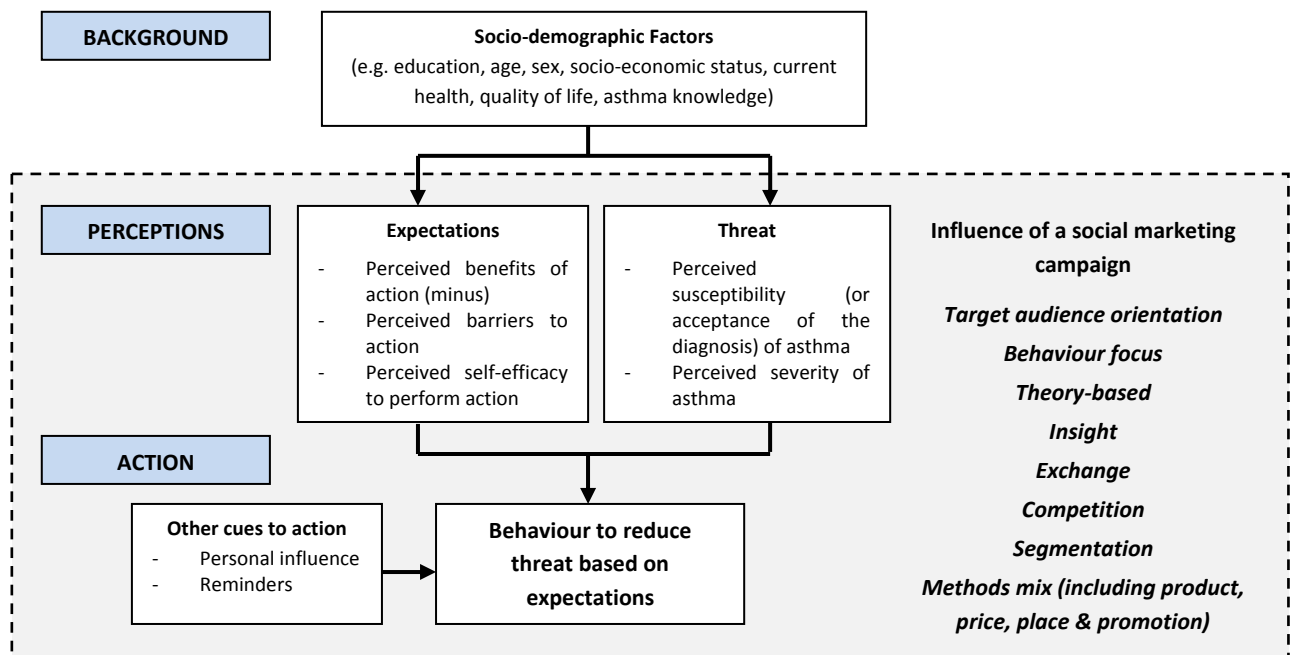 BACKGROUND
Socio-demographic Factors
(e.g. education, age, sex, socio-economic status, current
health, quality of life, asthma knowledge)
PERCEPTIONS
Expectations
- Perceived benefits of
action (minus)
- Perceived barriers to
action
- Perceived self-efficacy
to perform action
Threat
- Perceived
susceptibility (or
acceptance of the
diagnosis) of asthma
- Perceived severity of
asthma
Influence of a social marketing
campaign
Target audience orientation
Behaviour focus
Theory-based
Insight
Exchange
Competition
Segmentation
Methods mix (including product,
price, place & promotion)
ACTION
Other cues to action
- Personal influence
- Reminders
Behaviour to reduce
threat based on
expectations